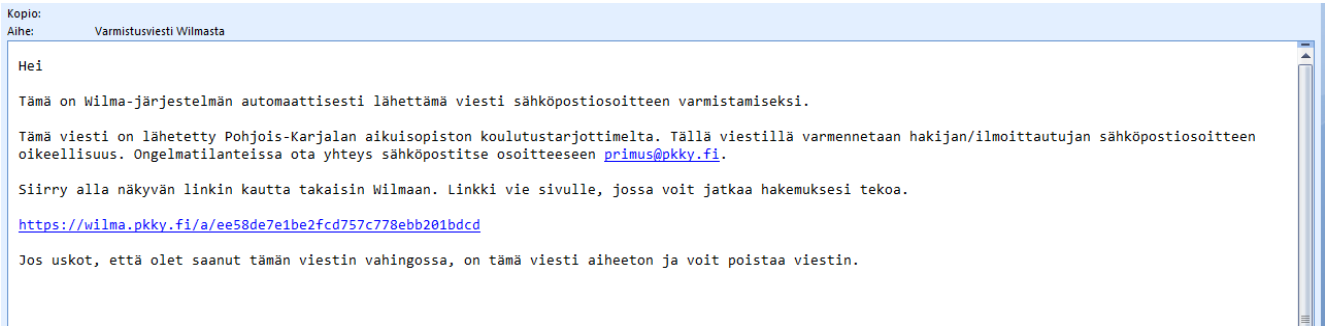 Kopio:
Aihe: Varmistusviesti Wilmasta
Hei
Tämä on Wilma-järjestelmän automaattisesti lähettämä viesti sähköpostiosoitteen varmistamiseksi.
Tämä viesti on lähetetty Pohjois-Karjalan aikuisopiston koulutustarjottimelta. Tällä viestillä varmennetaan hakijan/ilmoittautujan sähköpostiosoitteen
oikeellisuus. Ongelmatilanteissa ota yhteys sähköpostitse osoitteeseen primus@pkky.fi.
Siirry alla näkyvän linkin kautta takaisin Wilmaan. Linkki vie sivulle, jossa voit jatkaa hakemuksesi tekoa.
https://wilma.pkky.fi/a/ee58de7e1be2fcd757c778ebb201bdcd
Jos uskot, että olet saanut tämän viestin vahingossa, on tämä viesti aiheeton ja voit poistaa viestin.